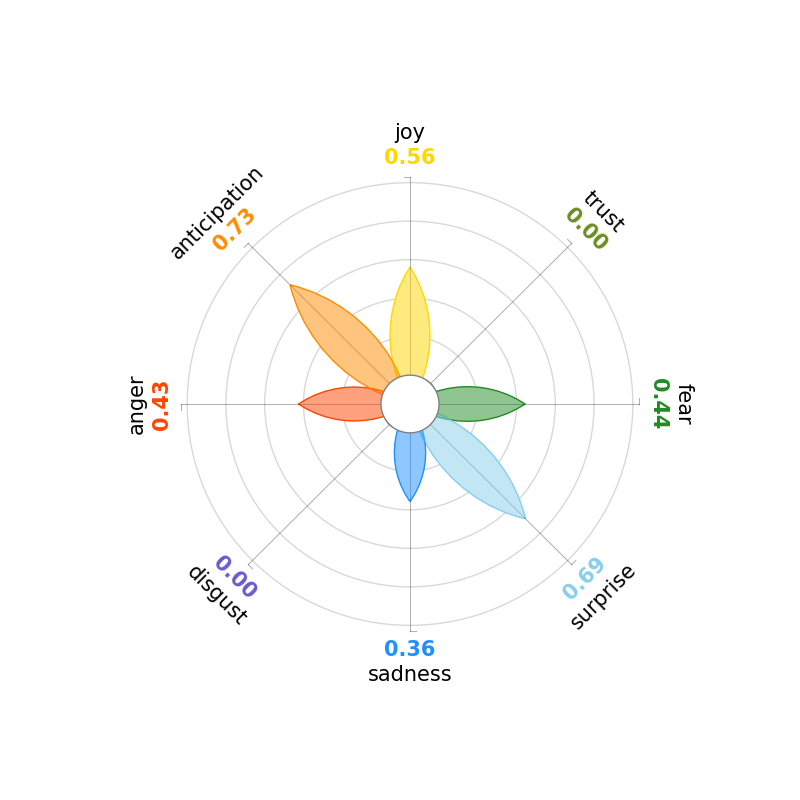 joy
0.56
trust
0.00
fear
0.44
surprise
0.69
0.36
sadness
disgust
0.00
anger
0.43
anticipation
0.73